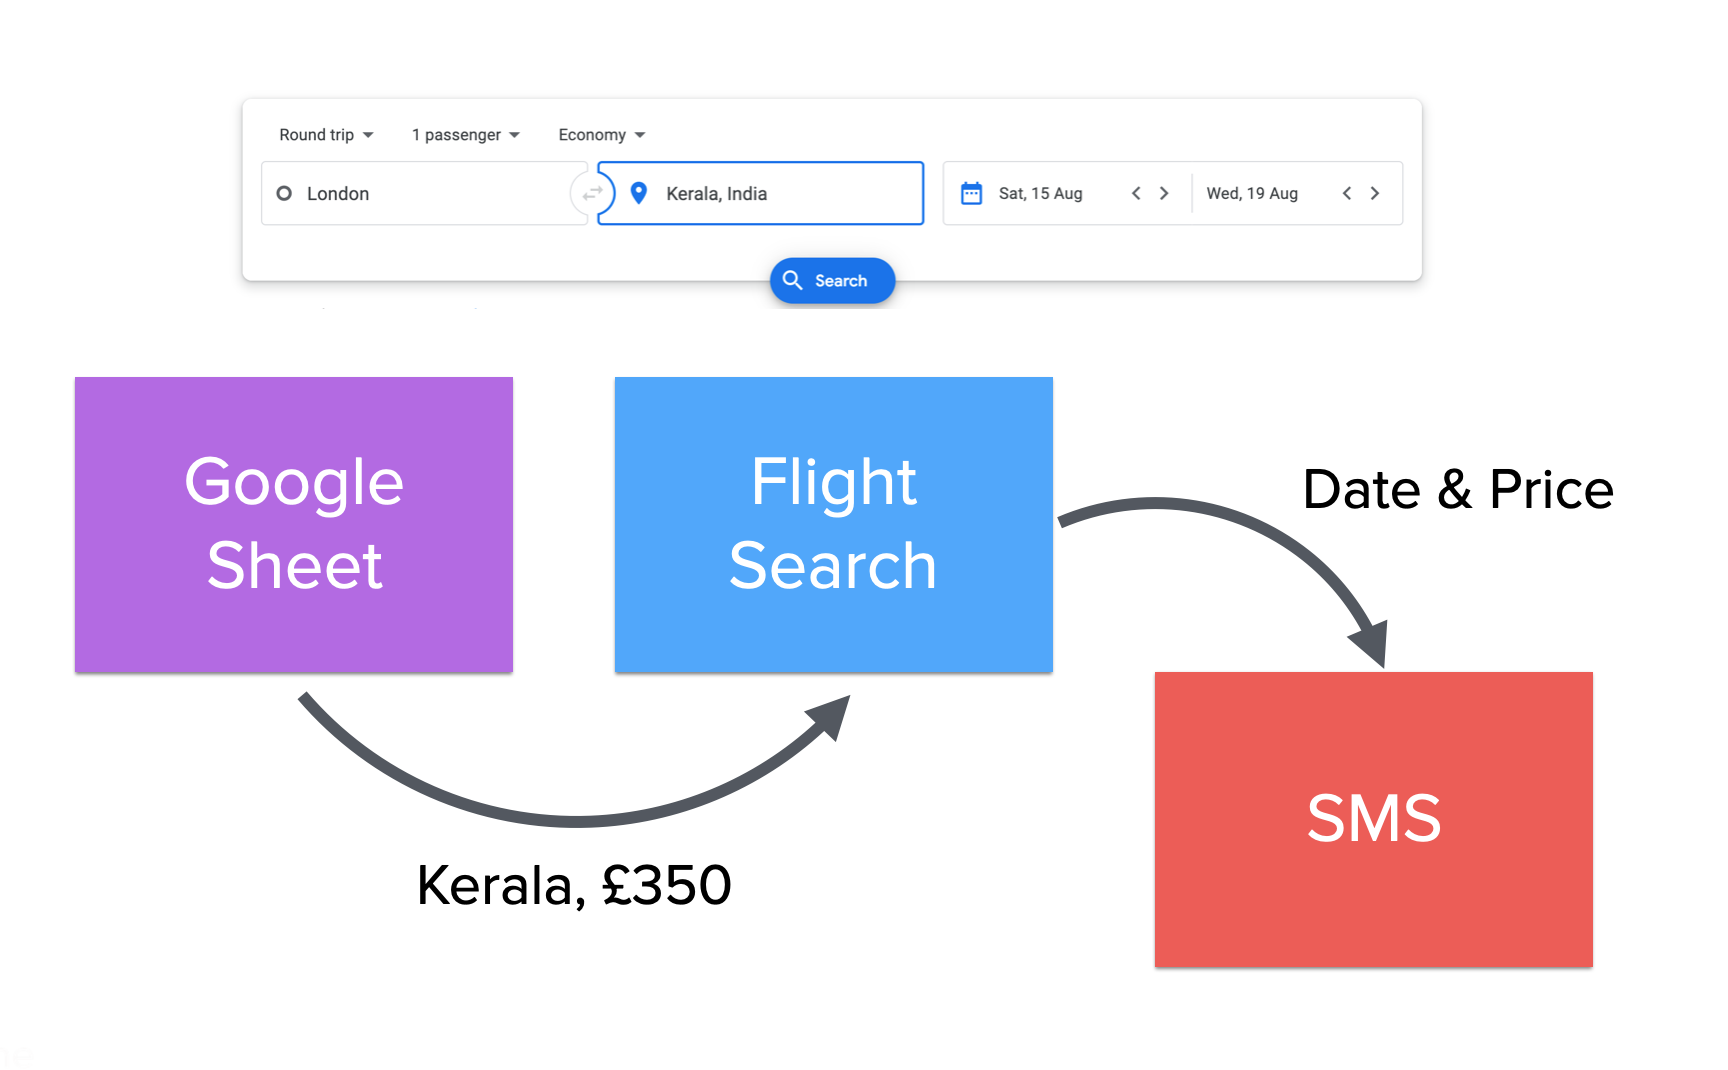 Round trip 1 passenger Economy
London Kerala, India Sat, 15 Aug Wed, 19 Aug
Search
Google
Sheet
Flight
Search
Date & Price
Kerala, £350
SMS